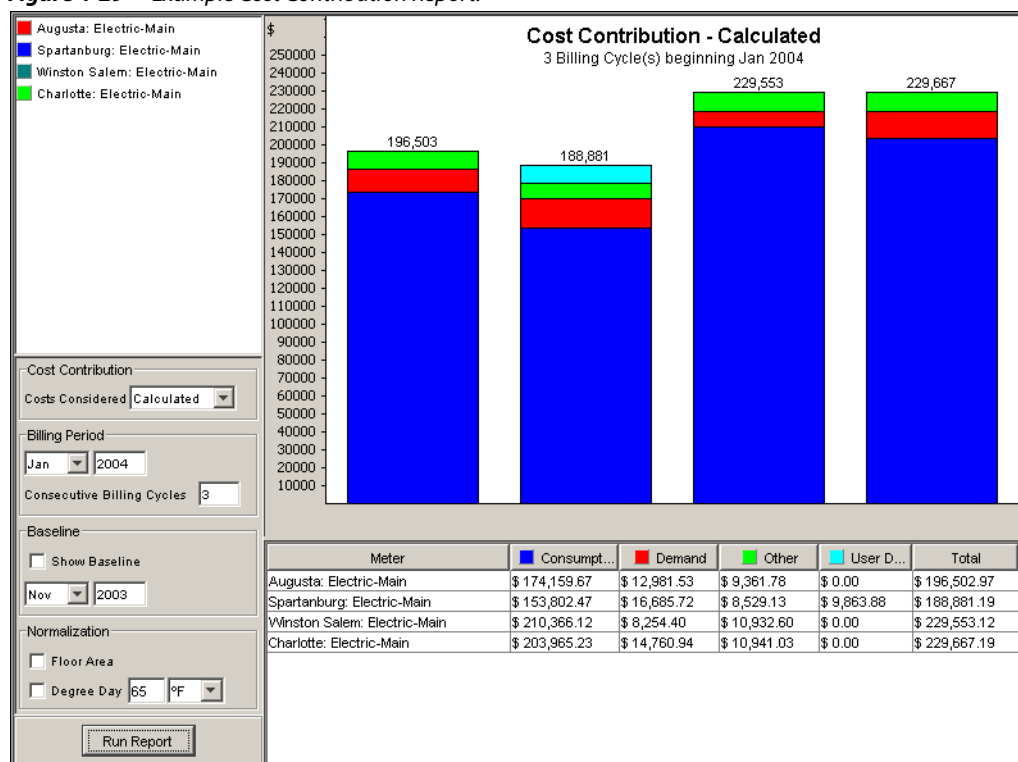 Figure 1-29 Example Cost Contribution Report.
Augusta: Electric-Main
Spartanburg: Electric-Main
Winston Salem: Electric-Main
Charlotte: Electric-Main
Cost Contribution
Costs Considered Calculated
Billing Period
Jan 2004
Consecutive Billing Cycles 3
Baseline
Show Baseline
Nov 2003
Normalization
Floor Area
Degree Day 65 °F
Run Report
$
Cost Contribution - Calculated
3 Billing Cycle(s) beginning Jan 2004
250000
240000
230000
220000
210000
200000
190000
180000
170000
160000
150000
140000
130000
120000
110000
100000
90000
80000
70000
60000
50000
40000
30000
20000
10000
196,503
188,881
229,553
229,667
Meter Consumpt... Demand Other User D... Total
Augusta: Electric-Main $ 174,159.67 $ 12,981.53 $ 9,361.78 $ 0.00 $ 196,502.97
Spartanburg: Electric-Main $ 153,802.47 $ 16,685.72 $ 8,529.13 $ 9,863.88 $ 188,881.19
Winston Salem: Electric-Main $ 210,366.12 $ 8,254.40 $ 10,932.60 $ 0.00 $ 229,553.12
Charlotte: Electric-Main $ 203,965.23 $ 14,760.94 $ 10,941.03 $ 0.00 $ 229,667.19